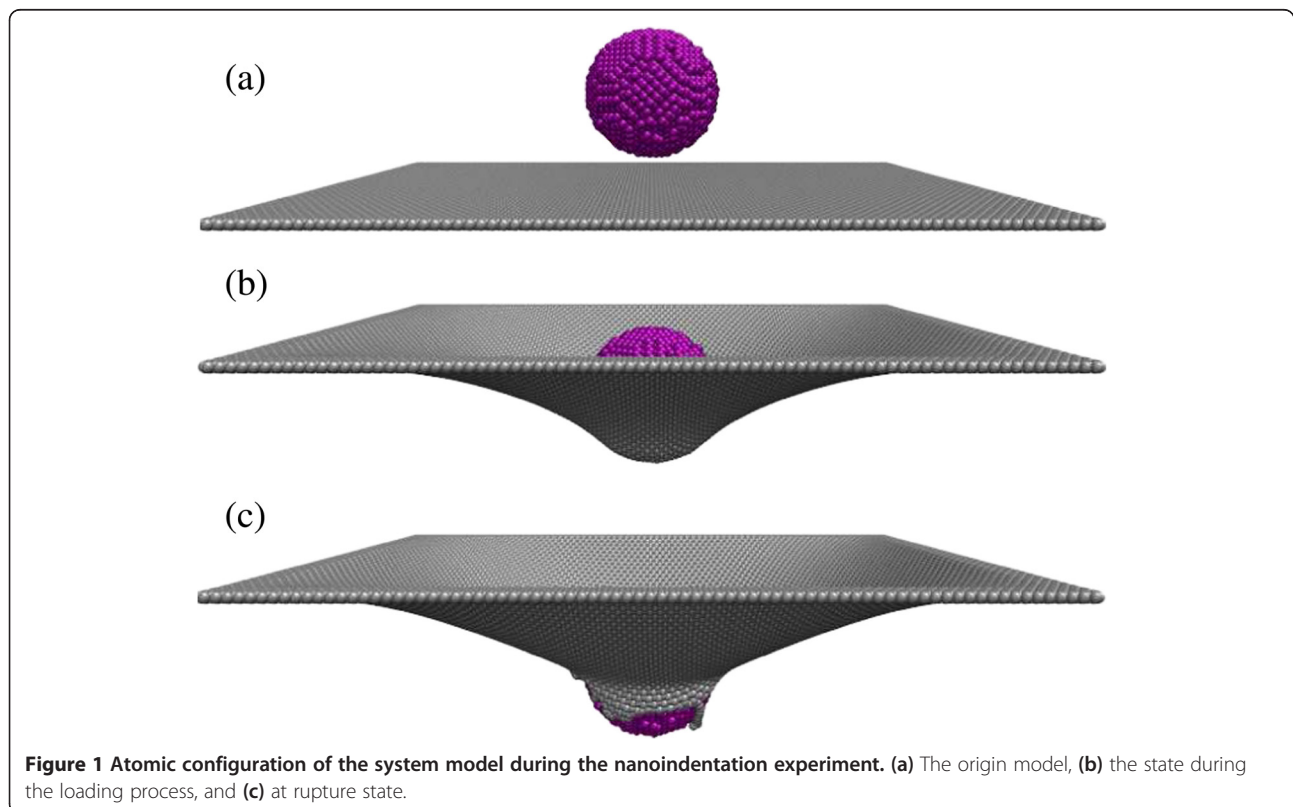 (a)
(b)
(c)
Figure 1 Atomic configuration of the system model during the nanoindentation experiment. (a) The origin model, (b) the state during
the loading process, and (c) at rupture state.